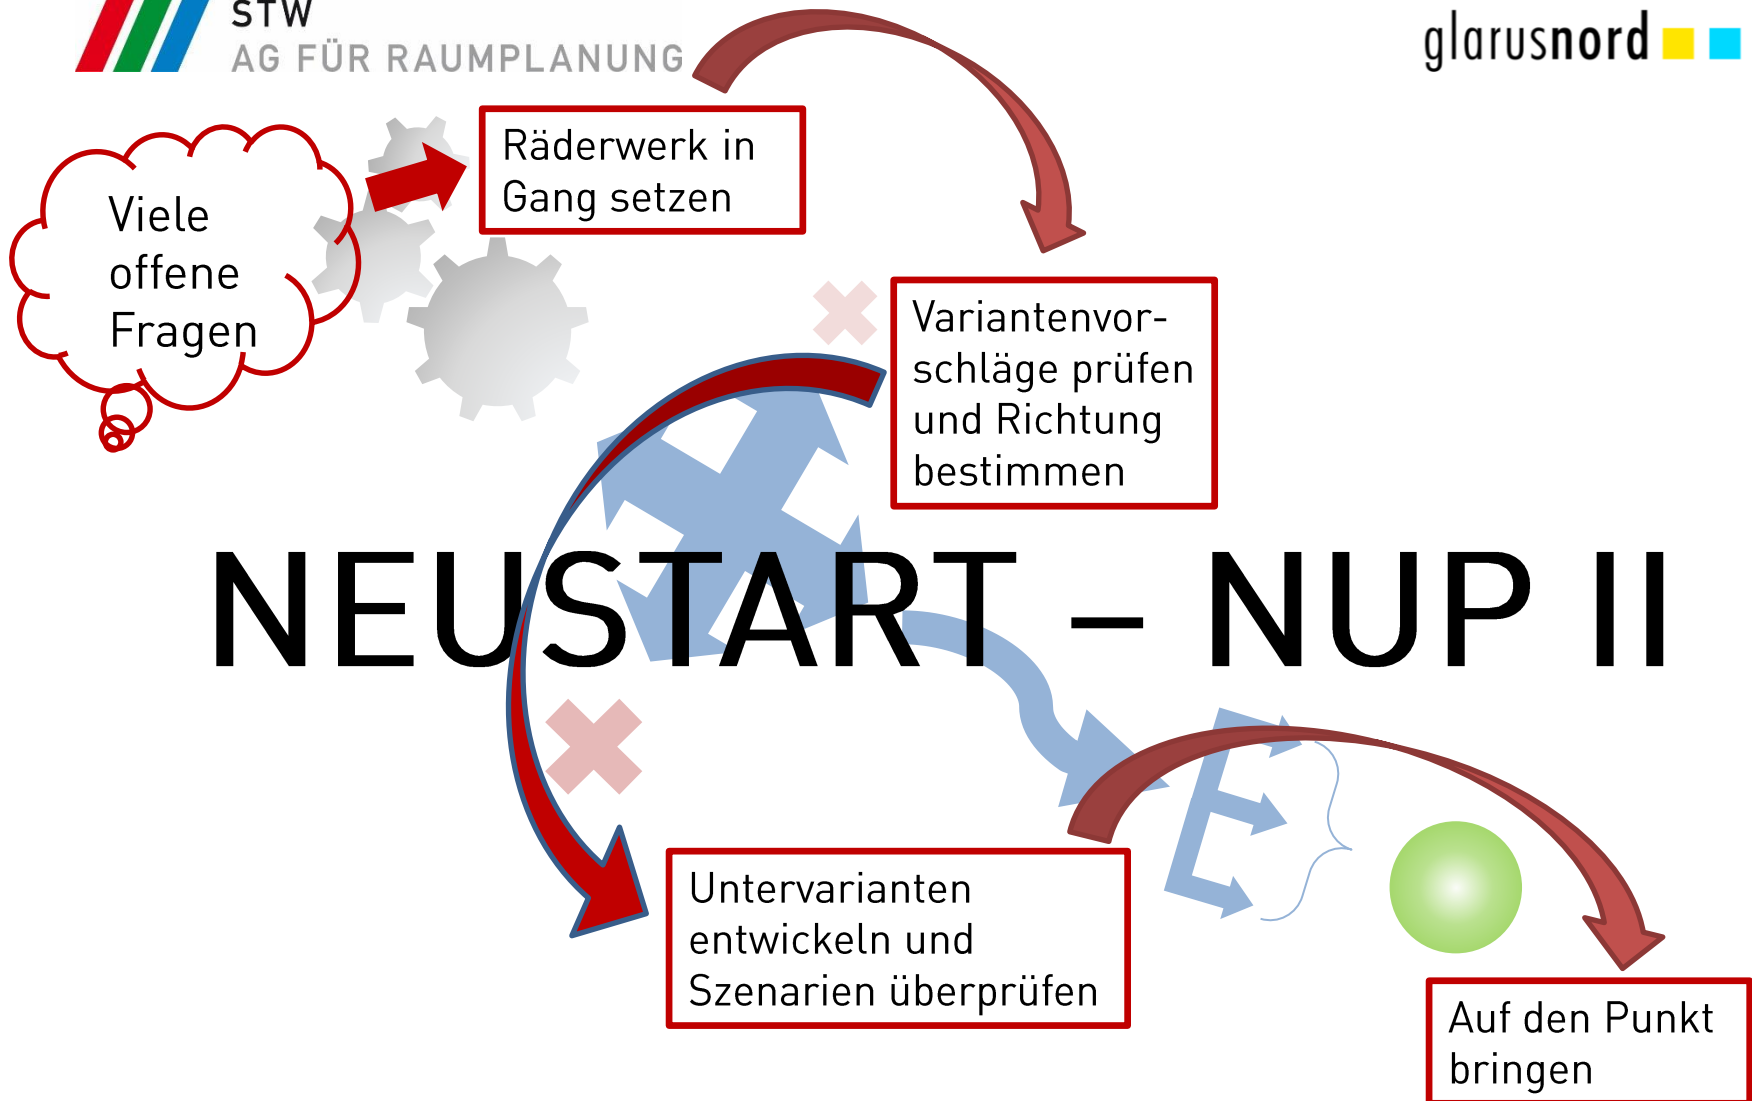 STW
AG FÜR RAUMPLANUNG
glarusnord
Räderwerk in
Gang setzen
Viele
offene
Fragen
Variantenvor-
schläge prüfen
und Richtung
bestimmen
NEUSTART – NUP II
Untervarianten
entwickeln und
Szenarien überprüfen
Auf den Punkt
bringen